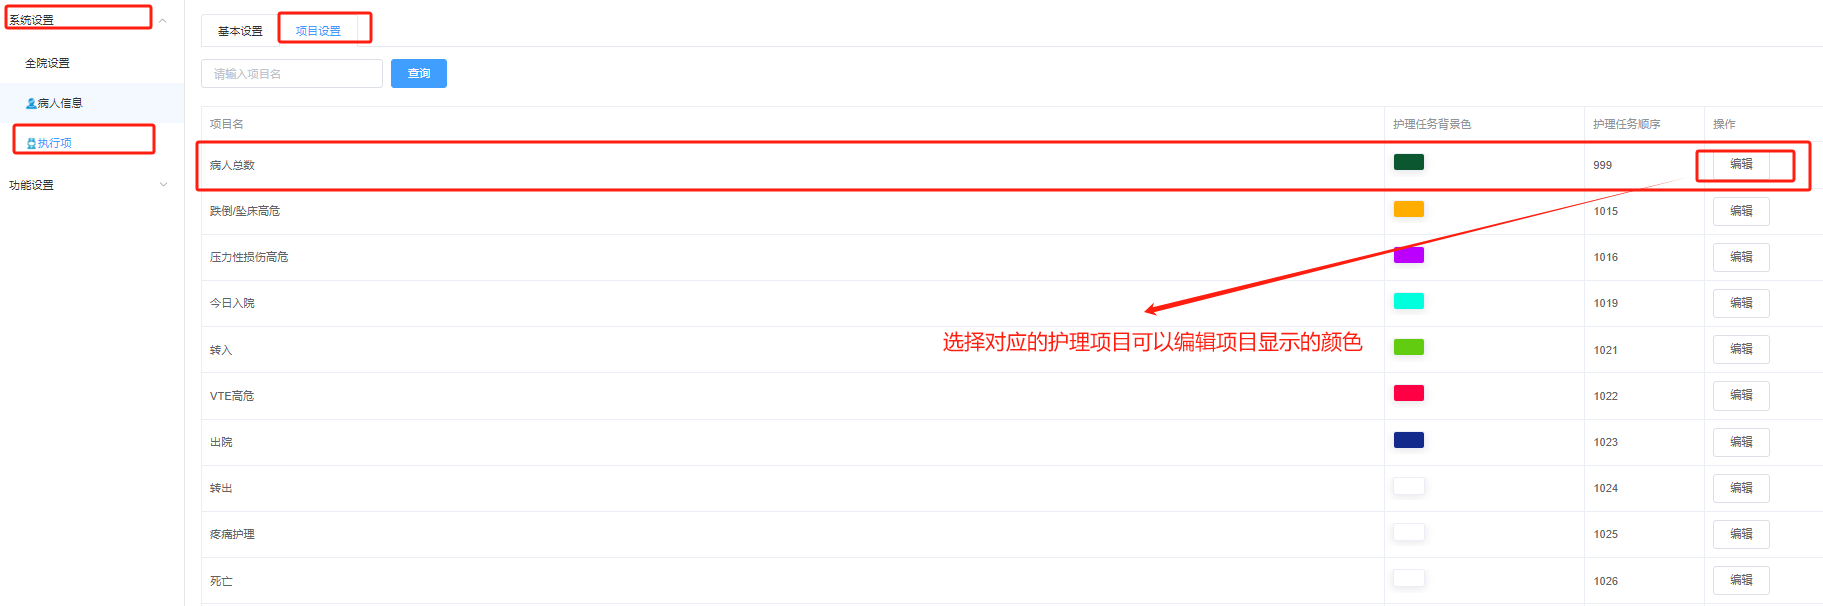 系统设置
全院设置
病人信息
执行项
功能设置
基本设置 项目设置
请输入项目名 查询
项目名 护理任务背景色 护理任务顺序 操作
病人总数 999 编辑
跌倒/坠床高危 1015 编辑
压力性损伤高危 1016 编辑
今日入院 1019 编辑
选择对应的护理项目可以编辑项目显示的颜色
转入 1021 编辑
VTE高危 1022 编辑
出院 1023 编辑
转出 1024 编辑
疼痛护理 1025 编辑
死亡 1026 编辑